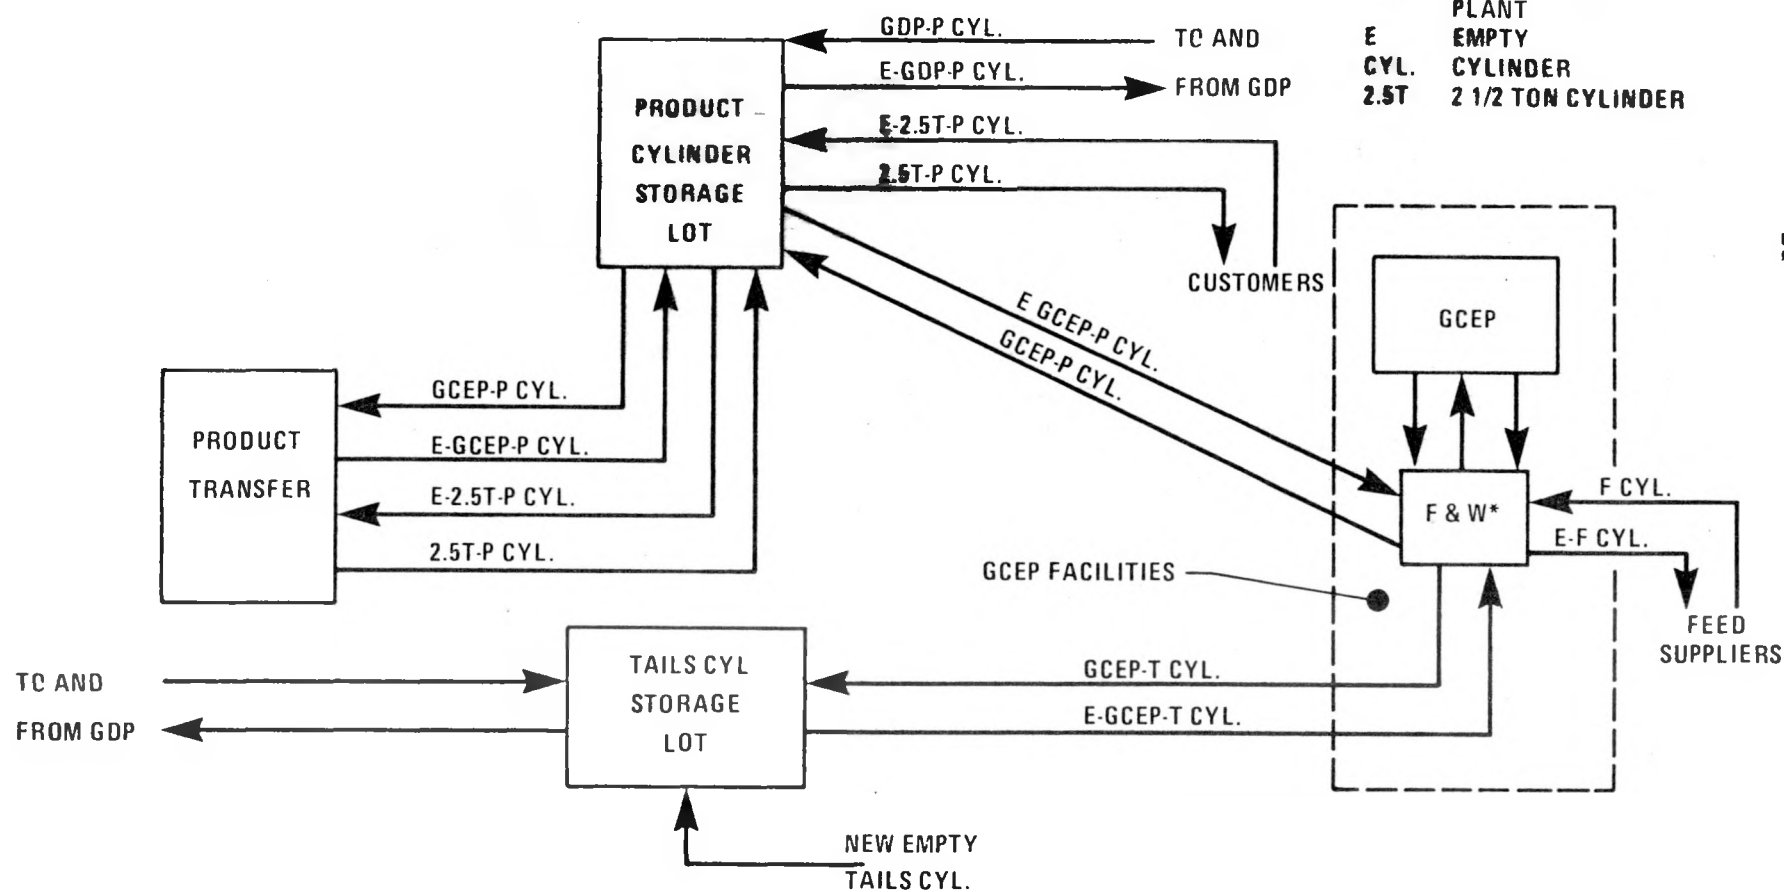 PLANT
E EMPTY
CYL. CYLINDER
2.5T 2 1/2 TON CYLINDER
GDP-P CYL.
TO AND
E-GDP-P CYL.
FROM GDP
E-2.5T-P CYL.
2.5T-P CYL.
CUSTOMERS
PRODUCT
CYLINDER
STORAGE
LOT
E GCEP-P CYL.
GCEP-P CYL.
GCEP
F & W*
F CYL.
E-F CYL.
FEED
SUPPLIERS
GCEP FACILITIES
PRODUCT
TRANSFER
GCEP-P CYL.
E-GCEP-P CYL.
E-2.5T-P CYL.
2.5T-P CYL.
TO AND
FROM GDP
TAILS CYL
STORAGE
LOT
GCEP-T CYL.
E-GCEP-T CYL.
NEW EMPTY
TAILS CYL.